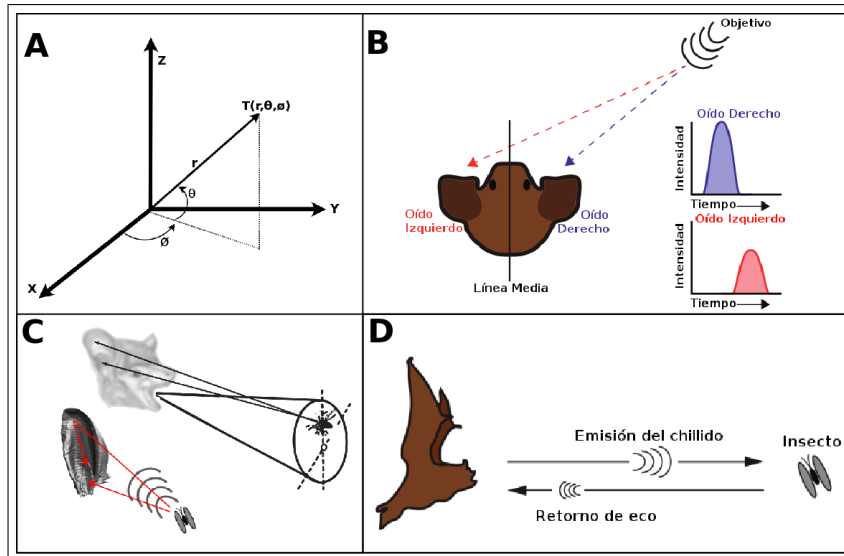 A
Z
T(r,θ,ø)
r
θ
Y
ø
X
B
Objetivo
Oído Derecho
Intensidad
Tiempo
Oído Izquierdo
Intensidad
Tiempo
Oído
Izquierdo
Oído
Derecho
Línea Media
C
D
Emisión del chillido
Insecto
Retorno de eco